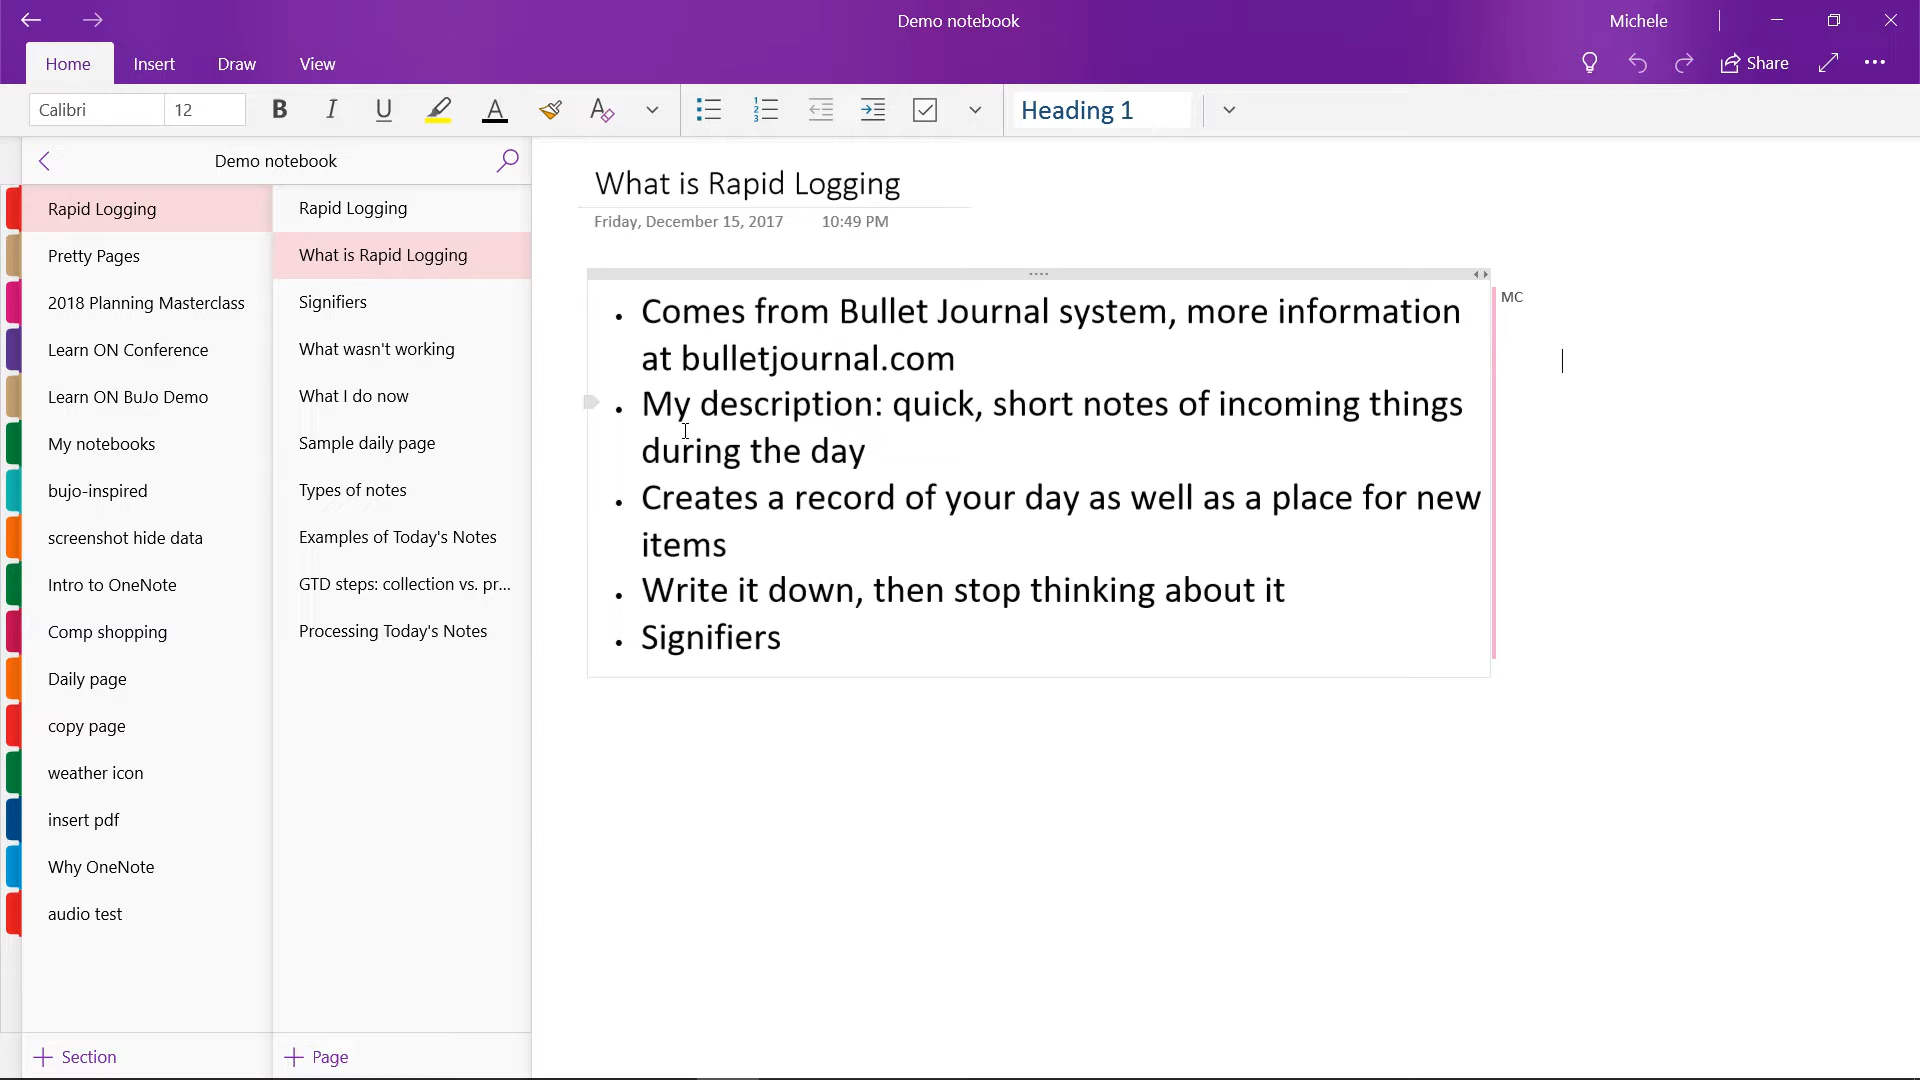 Demo notebook
Michele
Home Insert Draw View
Share
Calibri 12
B I U A A
Heading 1
Demo notebook
Rapid Logging
Pretty Pages
2018 Planning Masterclass
Learn ON Conference
Learn ON BuJo Demo
My notebooks
bujo-inspired
screenshot hide data
Intro to OneNote
Comp shopping
Daily page
copy page
weather icon
insert pdf
Why OneNote
audio test
Section
Rapid Logging
What is Rapid Logging
Signifiers
What wasn't working
What I do now
Sample daily page
Types of notes
Examples of Today's Notes
GTD steps: collection vs. pr...
Processing Today's Notes
Page
What is Rapid Logging
Friday, December 15, 2017 10:49 PM
• Comes from Bullet Journal system, more information
at bulletjournal.com
• My description: quick, short notes of incoming things
during the day
• Creates a record of your day as well as a place for new
items
• Write it down, then stop thinking about it
• Signifiers
MC